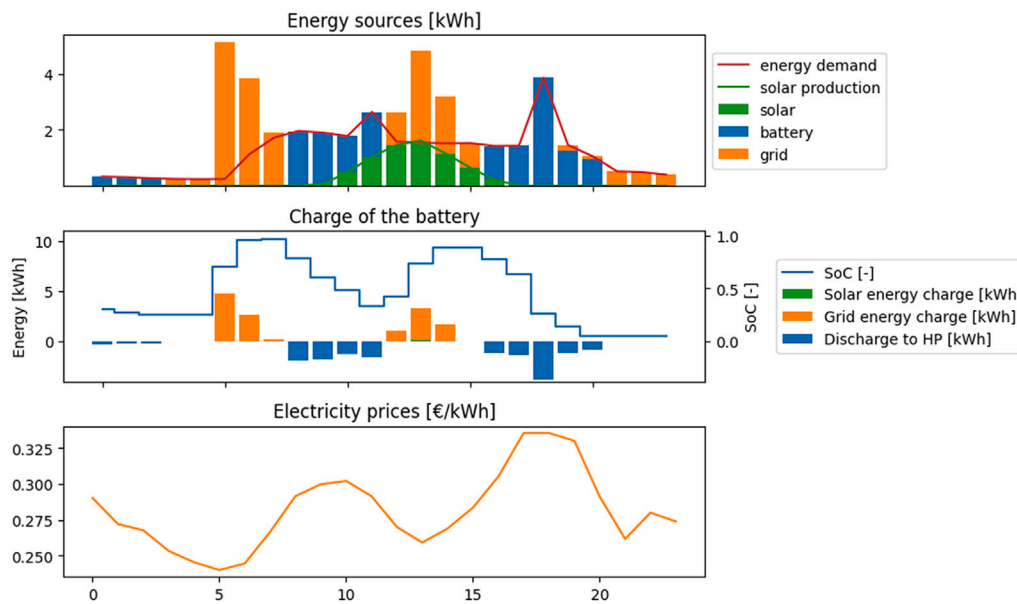 Energy sources [kWh]
4
2
energy demand
solar production
solar
battery
grid
Charge of the battery
Energy [kWh]
10
5
0
1.0
0.5
0.0
SoC [-]
SoC [-]
Solar energy charge [kWh
Grid energy charge [kWh]
Discharge to HP [kWh]
Electricity prices [€/kWh]
0.325
0.300
0.275
0.250
0 5 10 15 20